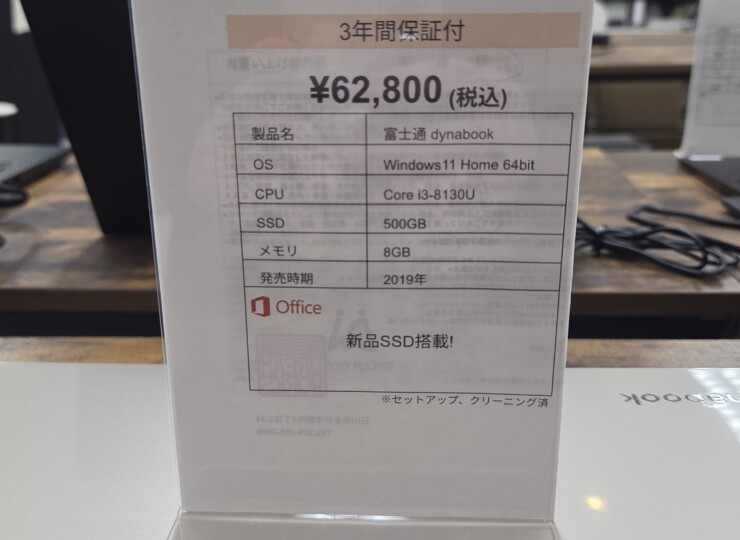 3年間保証付
¥62,800 (税込)
製品名 富士通 dynabook
OS Windows11 Home 64bit
CPU Core i3-8130U
SSD 500GB
メモリ 8GB
発売時期 2019年
Office
新品SSD搭載!
※セットアップ、クリーニング済